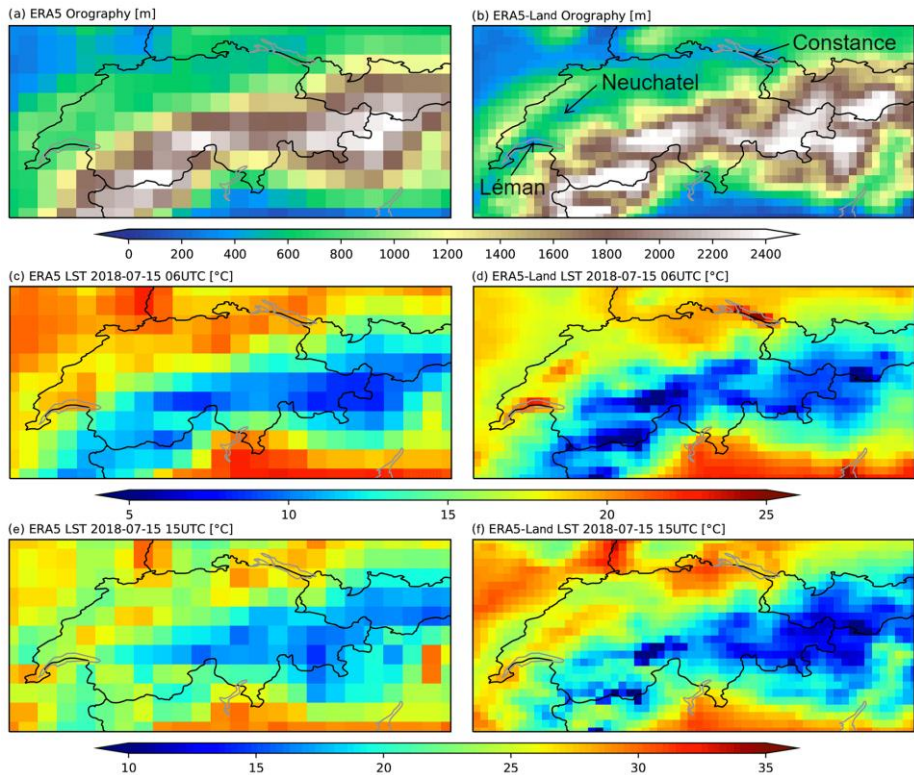 (a) ERA5 Orography [m]
(b) ERA5-Land Orography [m]
Constance
Neuchatel
Léman
0 200 400 600 800 1000 1200 1400 1600 1800 2000 2200 2400
(c) ERA5 LST 2018-07-15 06UTC [°C]
(d) ERA5-Land LST 2018-07-15 06UTC [°C]
5 10 15 20 25
(e) ERA5 LST 2018-07-15 15UTC [°C]
(f) ERA5-Land LST 2018-07-15 15UTC [°C]
10 15 20 25 30 35